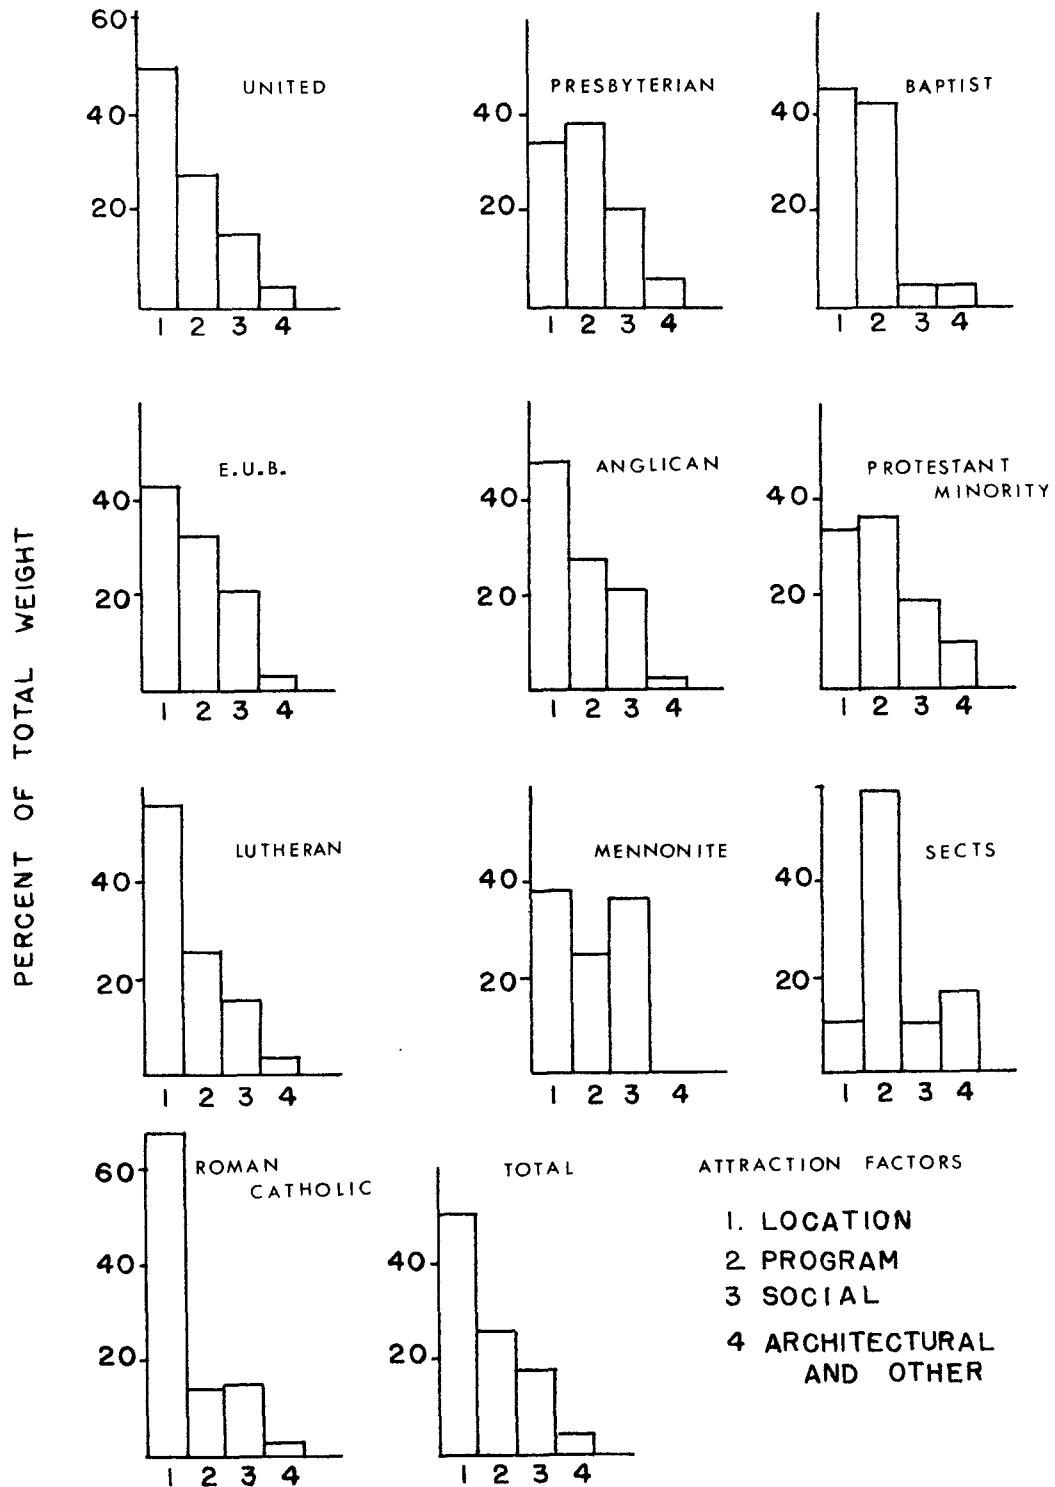 PERCENT OF TOTAL WEIGHT
60
40
20
UNITED
1 2 3 4
40
20
PRESBYTERIAN
1 2 3 4
40
20
BAPTIST
1 2 3 4
40
20
E.U.B.
1 2 3 4
40
20
ANGLICAN
1 2 3 4
40
20
PROTESTANT
MINORITY
1 2 3 4
40
20
LUTHERAN
1 2 3 4
40
20
MENNONITE
1 2 3 4
40
20
SECTS
1 2 3 4
60
40
20
ROMAN
CATHOLIC
1 2 3 4
40
20
TOTAL
1 2 3 4
ATTRACTION FACTORS
1. LOCATION
2 PROGRAM
3 SOCIAL
4 ARCHITECTURAL
AND OTHER